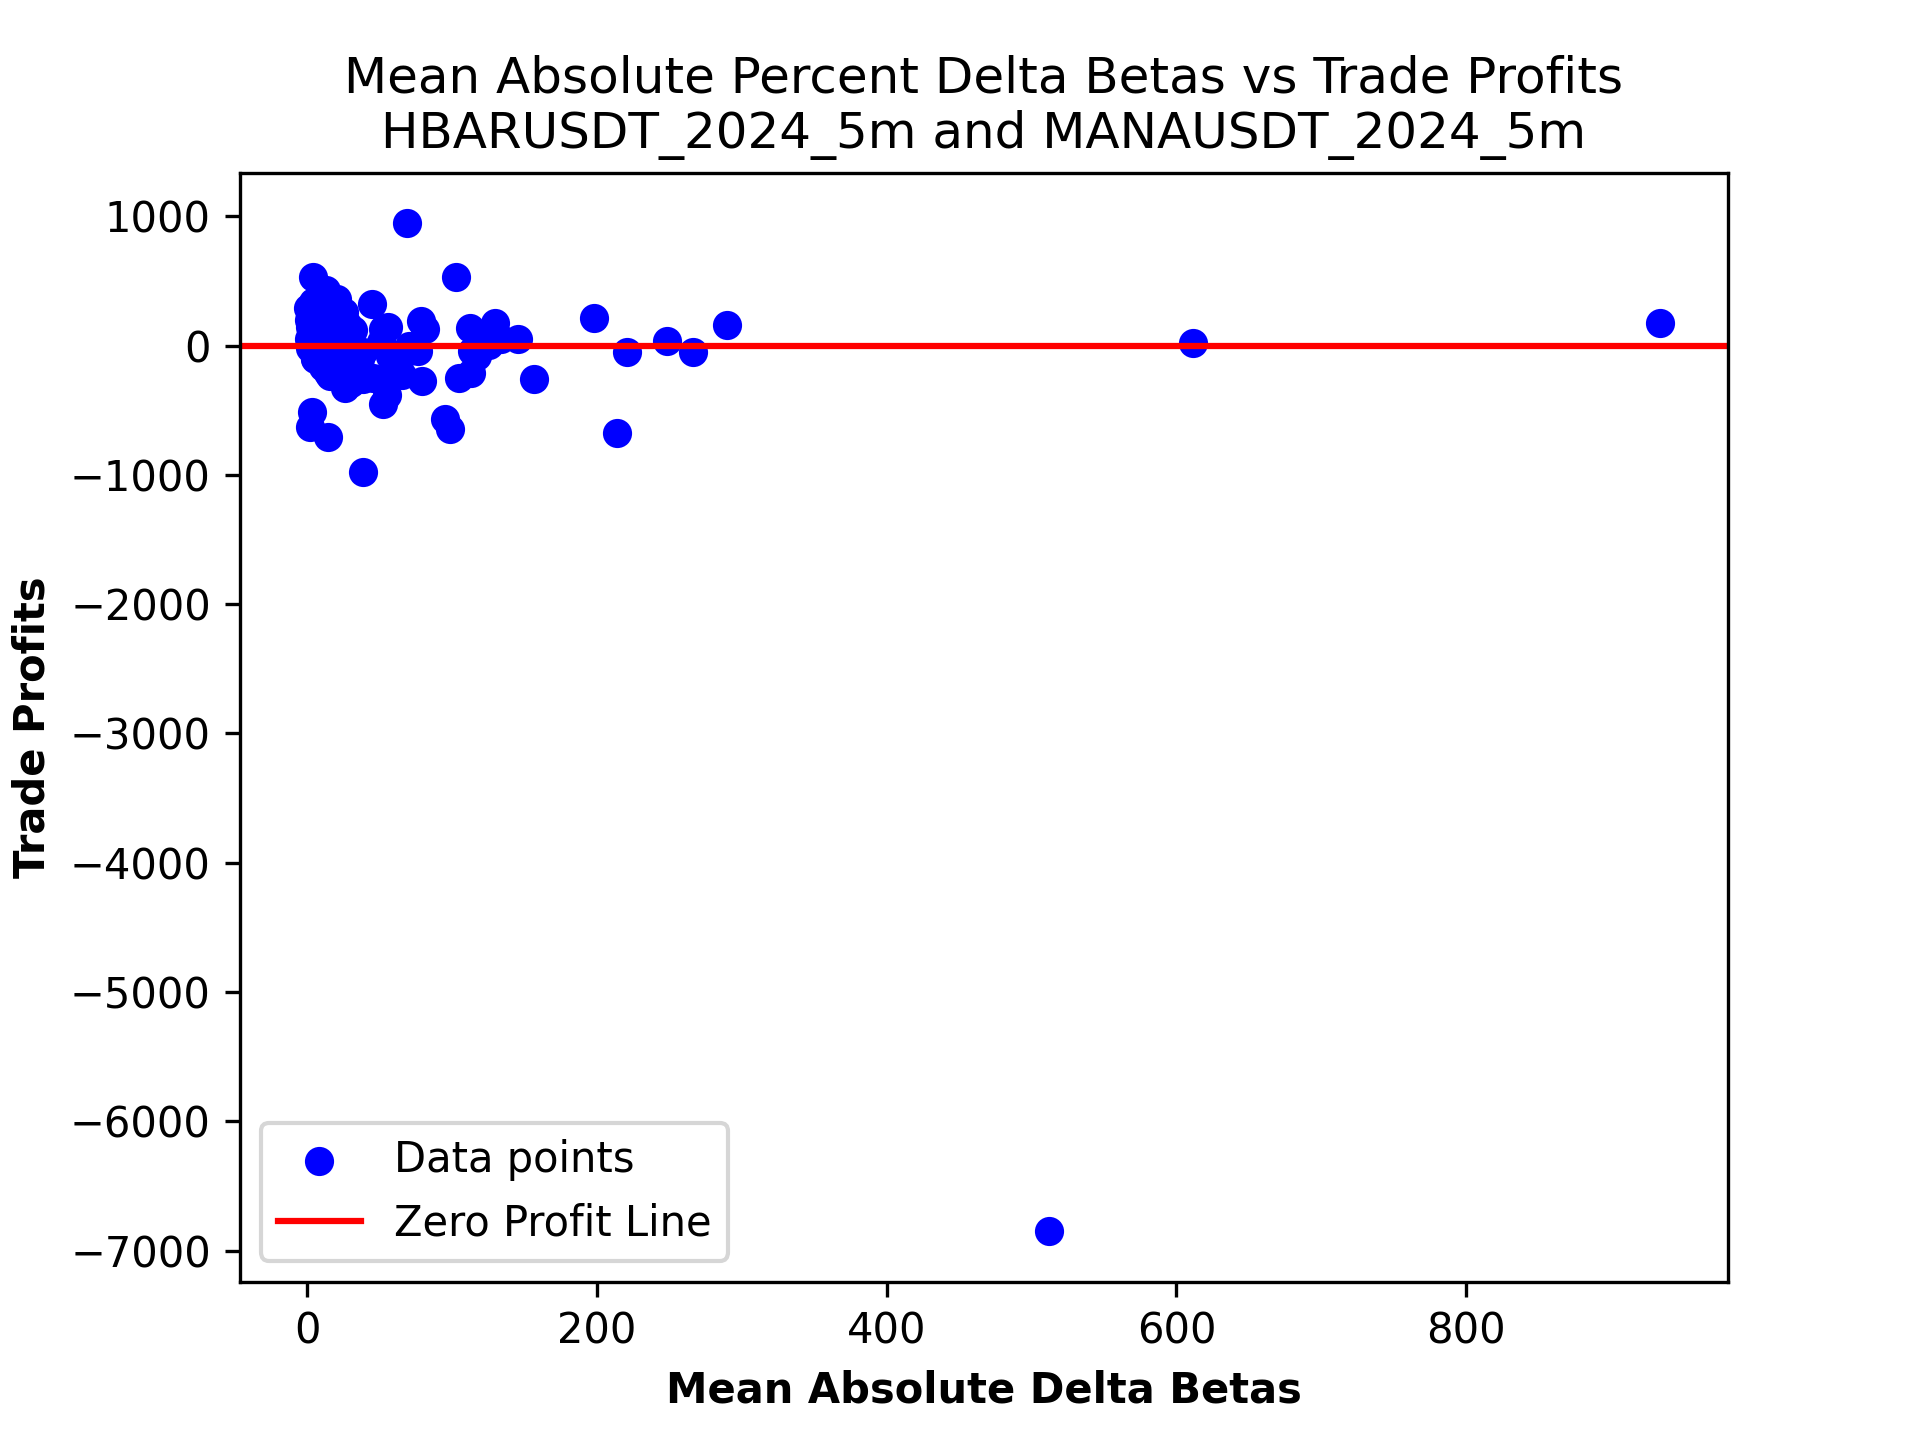 Mean Absolute Percent Delta Betas vs Trade Profits
HBARUSDT_2024_5m and MANAUSDT_2024_5m
Trade Profits
1000
0
−1000
−2000
−3000
−4000
−5000
−6000
−7000
Data points
Zero Profit Line
0 200 400 600 800
Mean Absolute Delta Betas